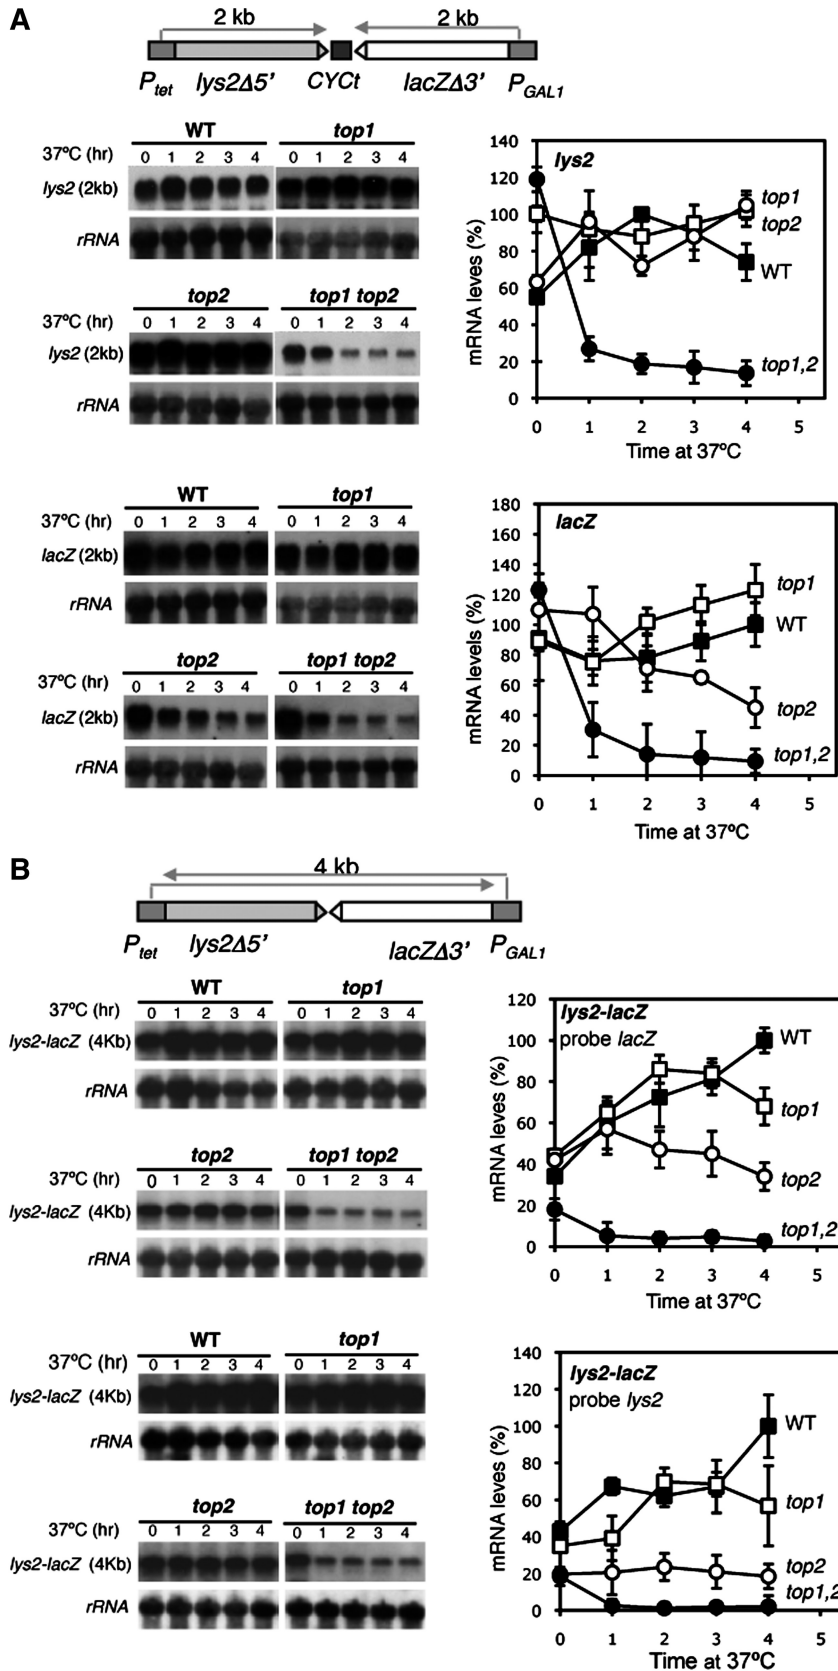 A
2 kb 2 kb
Ptet lys2Δ5' CYCt lacZΔ3' PGAL1
WT top1
37ºC (hr) 0 1 2 3 4 0 1 2 3 4
lys2 (2kb)
rRNA
top2 top1 top2
37ºC (hr) 0 1 2 3 4 0 1 2 3 4
lys2 (2kb)
rRNA
lys2
mRNA leves (%)
140
120
100
80
60
40
20
0
0 1 2 3 4 5
Time at 37ºC
top1
top2
WT
top1,2
WT top1
37ºC (hr) 0 1 2 3 4 0 1 2 3 4
lacZ (2kb)
rRNA
top2 top1 top2
37ºC (hr) 0 1 2 3 4 0 1 2 3 4
lacZ (2kb)
rRNA
lacZ
mRNA levels (%)
180
160
140
120
100
80
60
40
20
0
0 1 2 3 4 5
Time at 37ºC
top1
WT
top2
top1,2
B
4 kb
Ptet lys2Δ5' lacZΔ3' PGAL1
WT top1
37ºC (hr) 0 1 2 3 4 0 1 2 3 4
lys2-lacZ (4Kb)
rRNA
top2 top1 top2
37ºC (hr) 0 1 2 3 4 0 1 2 3 4
lys2-lacZ (4Kb)
rRNA
lys2-lacZ
probe lacZ
mRNA levels (%)
120
100
80
60
40
20
0
0 1 2 3 4 5
Time at 37ºC
WT
top1
top2
top1,2
WT top1
37ºC (hr) 0 1 2 3 4 0 1 2 3 4
lys2-lacZ (4Kb)
rRNA
top2 top1 top2
37ºC (hr) 0 1 2 3 4 0 1 2 3 4
lys2-lacZ (4Kb)
rRNA
lys2-lacZ
probe lys2
mRNA levels (%)
140
120
100
80
60
40
20
0
0 1 2 3 4 5
Time at 37ºC
WT
top1
top2
top1,2